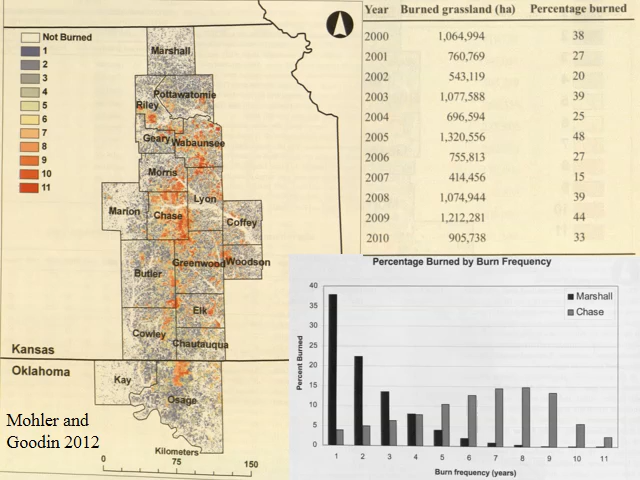 Not Burned
1
2
3
4
5
6
7
8
9
10
11
Marshall
Pottawatomie
Riley
Geary
Wabaunsee
Morris
Lyon
Marion
Chase
Coffey
Greenwood
Woodson
Butler
Elk
Cowley
Chautauqua
Kansas
Oklahoma
Kay
Osage
Mohler and
Goodin 2012
Kilometers
0 75 150
Year Burned grassland (ha) Percentage burned
2000 1,064,994 38
2001 760,769 27
2002 543,119 20
2003 1,077,588 39
2004 696,594 25
2005 1,320,556 48
2006 755,813 27
2007 414,456 15
2008 1,074,944 39
2009 1,212,281 44
2010 905,738 33
Percentage Burned by Burn Frequency
Marshall
Chase
Percent Burned
40
35
30
25
20
15
10
5
0
1 2 3 4 5 6 7 8 9 10 11
Burn frequency (years)